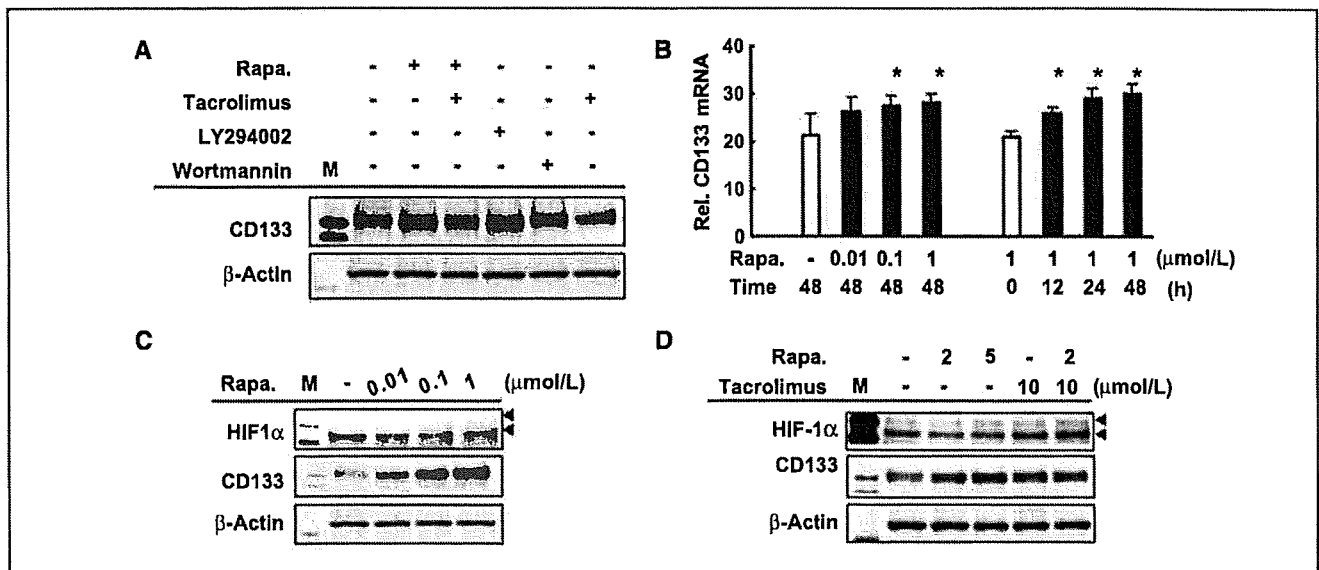 A
Rapa. - + + - - -
Tacrolimus - - + - - +
LY294002 - - - + - -
Wortmannin M - - - - + -
CD133
β-Actin
B
Rel. CD133 mRNA
40
30
20
10
0
* * * * *
Rapa. - 0.01 0.1 1 1 1 1 1 (μmol/L)
Time 48 48 48 48 0 12 24 48 (h)
C
Rapa. M - 0.01 0.1 1 (μmol/L)
HIF1α
CD133
β-Actin
D
Rapa. - 2 5 - 2
Tacrolimus M - - - 10 10 (μmol/L)
HIF-1α
CD133
β-Actin